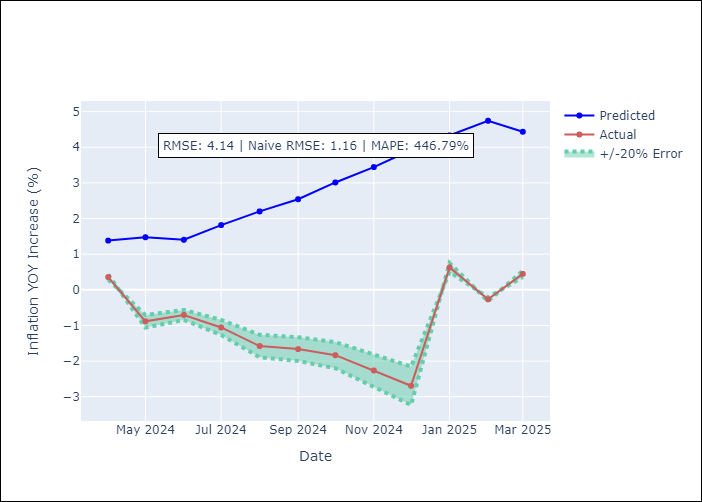 Predicted
Actual
+/-20% Error
RMSE: 4.14 | Naive RMSE: 1.16 | MAPE: 446.79%
Inflation YOY Increase (%)
5
4
3
2
1
0
−1
−2
−3
May 2024
Jul 2024
Sep 2024
Nov 2024
Jan 2025
Mar 2025
Date